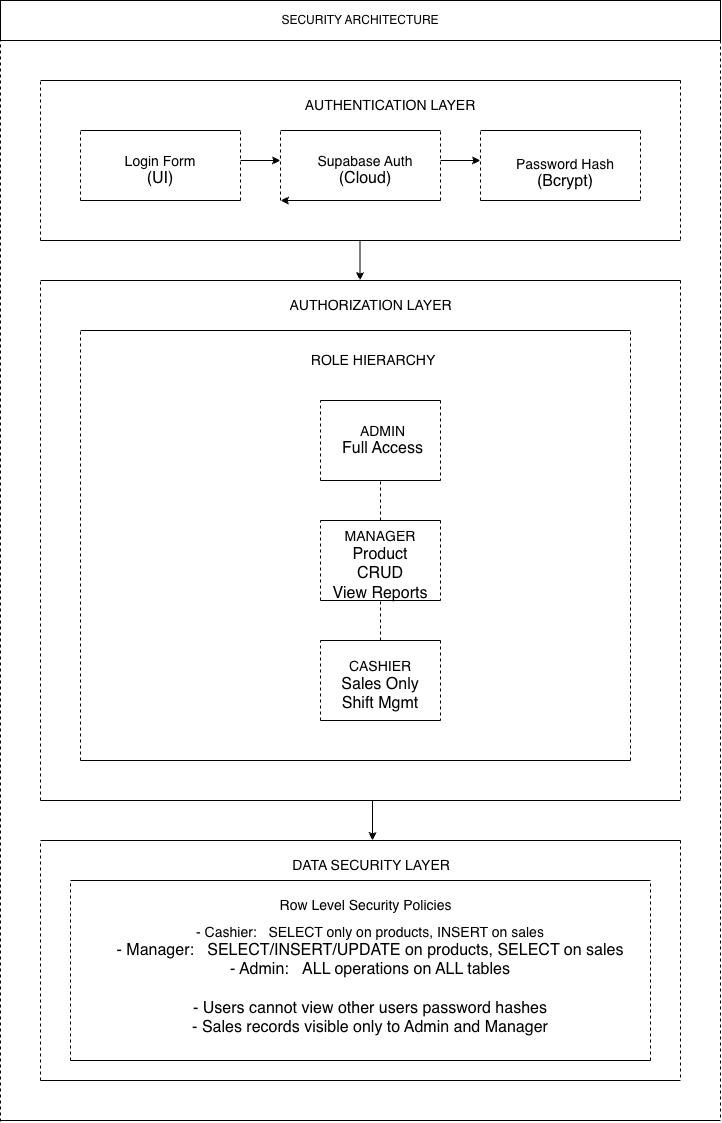 SECURITY ARCHITECTURE
AUTHENTICATION LAYER
Login Form
(UI)
Supabase Auth
(Cloud)
Password Hash
(Bcrypt)
AUTHORIZATION LAYER
ROLE HIERARCHY
ADMIN
Full Access
MANAGER
Product
CRUD
View Reports
CASHIER
Sales Only
Shift Mgmt
DATA SECURITY LAYER
Row Level Security Policies
- Cashier: SELECT only on products, INSERT on sales
- Manager: SELECT/INSERT/UPDATE on products, SELECT on sales
- Admin: ALL operations on ALL tables
- Users cannot view other users password hashes
- Sales records visible only to Admin and Manager